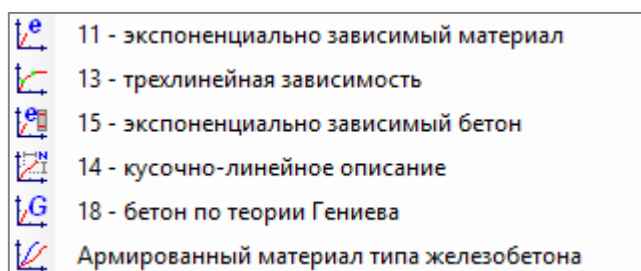 11 - экспоненциально зависимый материал
13 - трехлинейная зависимость
15 - экспоненциально зависимый бетон
14 - кусочно-линейное описание
18 - бетон по теории Гениева
Армированный материал типа железобетона